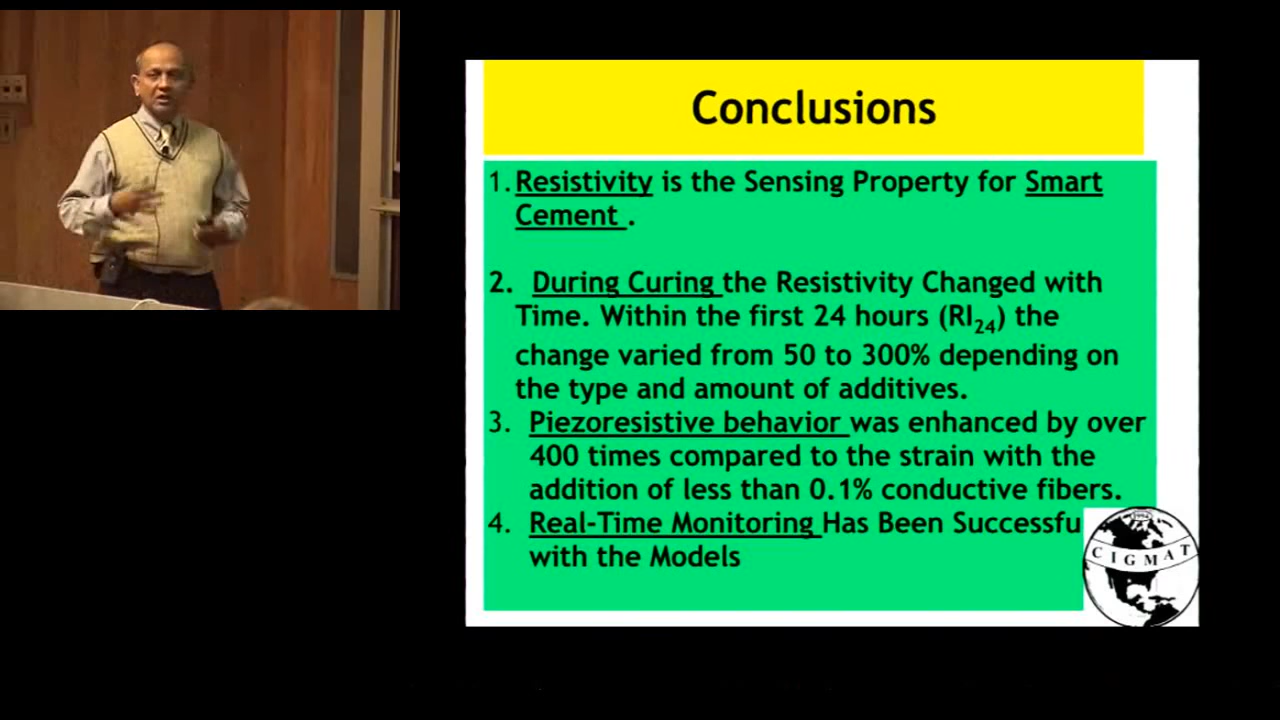 Conclusions
1. Resistivity is the Sensing Property for Smart
Cement .
2. During Curing the Resistivity Changed with
Time. Within the first 24 hours (RI24) the
change varied from 50 to 300% depending on
the type and amount of additives.
3. Piezoresistive behavior was enhanced by over
400 times compared to the strain with the
addition of less than 0.1% conductive fibers.
4. Real-Time Monitoring Has Been Successfu
with the Models
CIGMAT